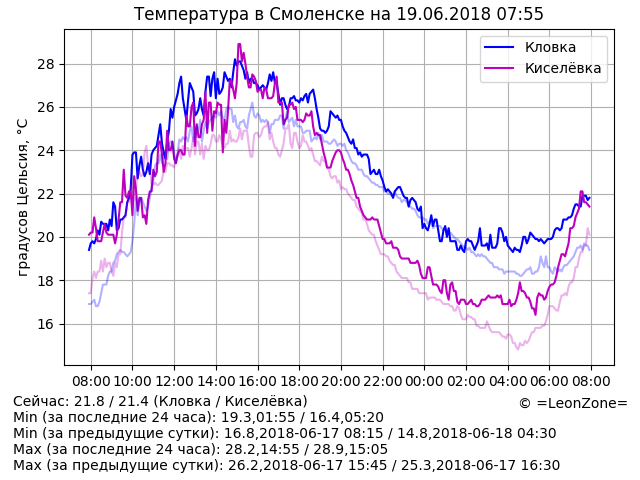 Температура в Смоленске на 19.06.2018 07:55
градусов Цельсия, °C
28
26
24
22
20
18
16
Кловка
Киселёвка
08:00 10:00 12:00 14:00 16:00 18:00 20:00 22:00 00:00 02:00 04:00 06:00 08:00
Сейчас: 21.8 / 21.4 (Кловка / Киселёвка)
© =LeonZone=
Min (за последние 24 часа): 19.3,01:55 / 16.4,05:20
Min (за предыдущие сутки): 16.8,2018-06-17 08:15 / 14.8,2018-06-18 04:30
Max (за последние 24 часа): 28.2,14:55 / 28.9,15:05
Max (за предыдущие сутки): 26.2,2018-06-17 15:45 / 25.3,2018-06-17 16:30